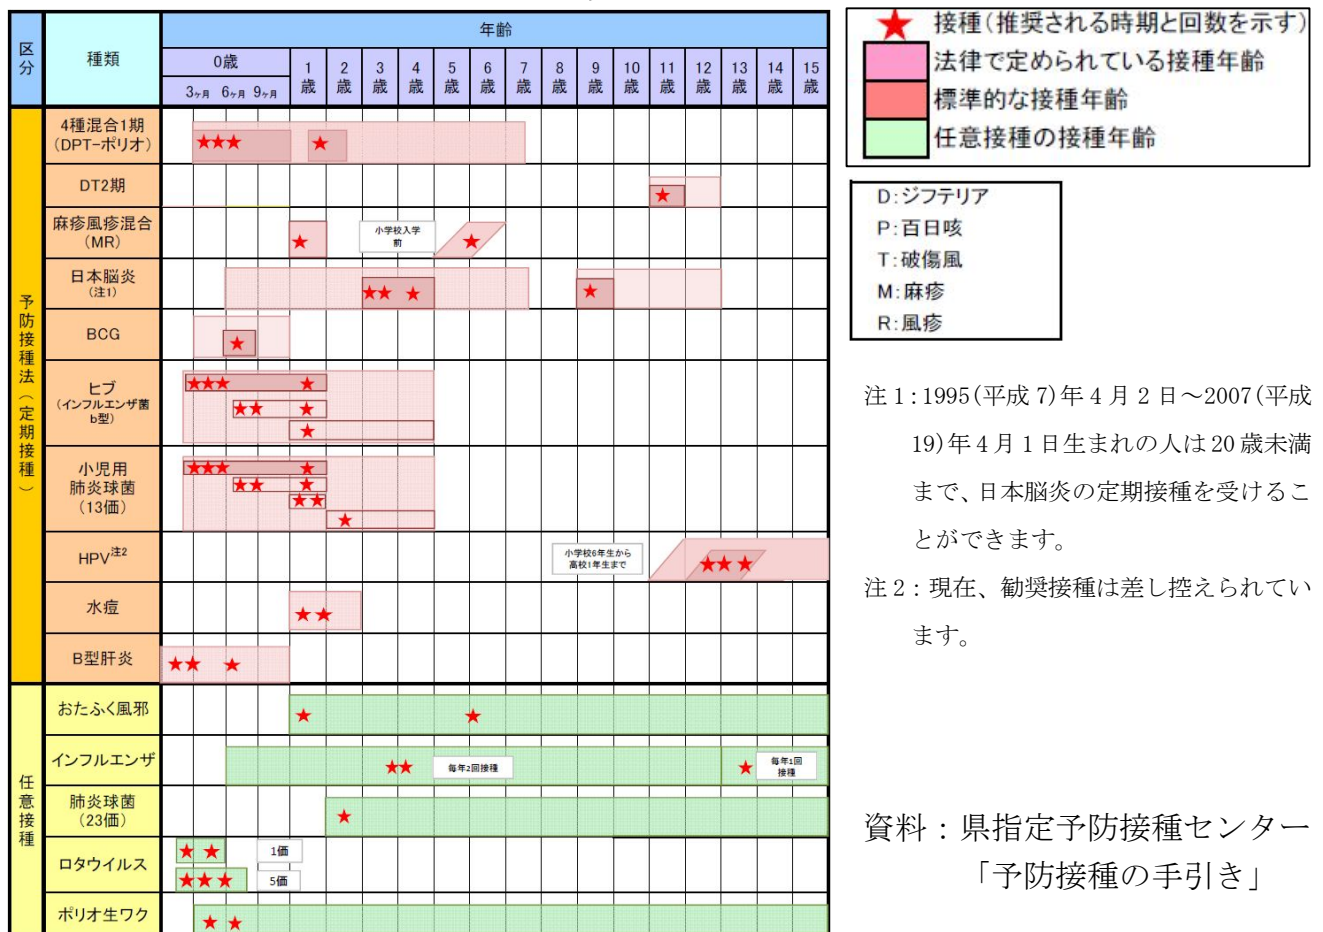 区分
種類
年齢
0歳
3ヶ月 6ヶ月 9ヶ月
1歳
2歳
3歳
4歳
5歳
6歳
7歳
8歳
9歳
10歳
11歳
12歳
13歳
14歳
15歳
予防接種法(定期接種)
4種混合1期
(DPT-ポリオ)
DT2期
麻疹風疹混合
(MR)
小学校入学
前
日本脳炎
(注1)
BCG
ヒブ
(インフルエンザ菌
b型)
小児用
肺炎球菌
(13価)
HPV注2
小学校6年生から
高校1年生まで
水痘
B型肝炎
任意接種
おたふく風邪
インフルエンザ
毎年2回接種
毎年1回
接種
肺炎球菌
(23価)
ロタウイルス
1価
5価
ポリオ生ワク
★ 接種(推奨される時期と回数を示す)
法律で定められている接種年齢
標準的な接種年齢
任意接種の接種年齢
D:ジフテリア
P:百日咳
T:破傷風
M:麻疹
R:風疹
注1:1995(平成7)年4月2日~2007(平成
19)年4月1日生まれの人は20歳未満
まで、日本脳炎の定期接種を受けるこ
とができます。
注2:現在、勧奨接種は差し控えられてい
ます。
資料:県指定予防接種センター
「予防接種の手引き」